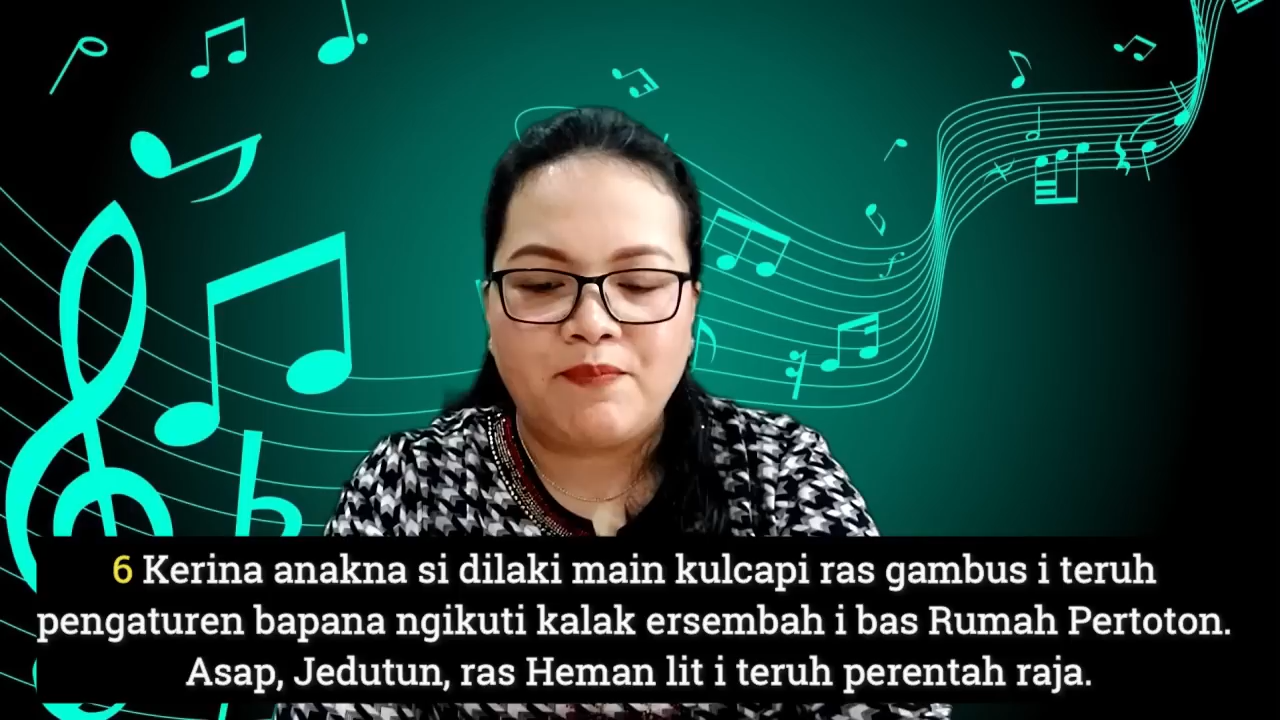 6 Kerina anakna si dilaki main kulcapi ras gambus i teruh
pengaturen bapana ngikuti kalak ersembah i bas Rumah Pertoton.
Asap, Jedutun, ras Heman lit i teruh perentah raja.